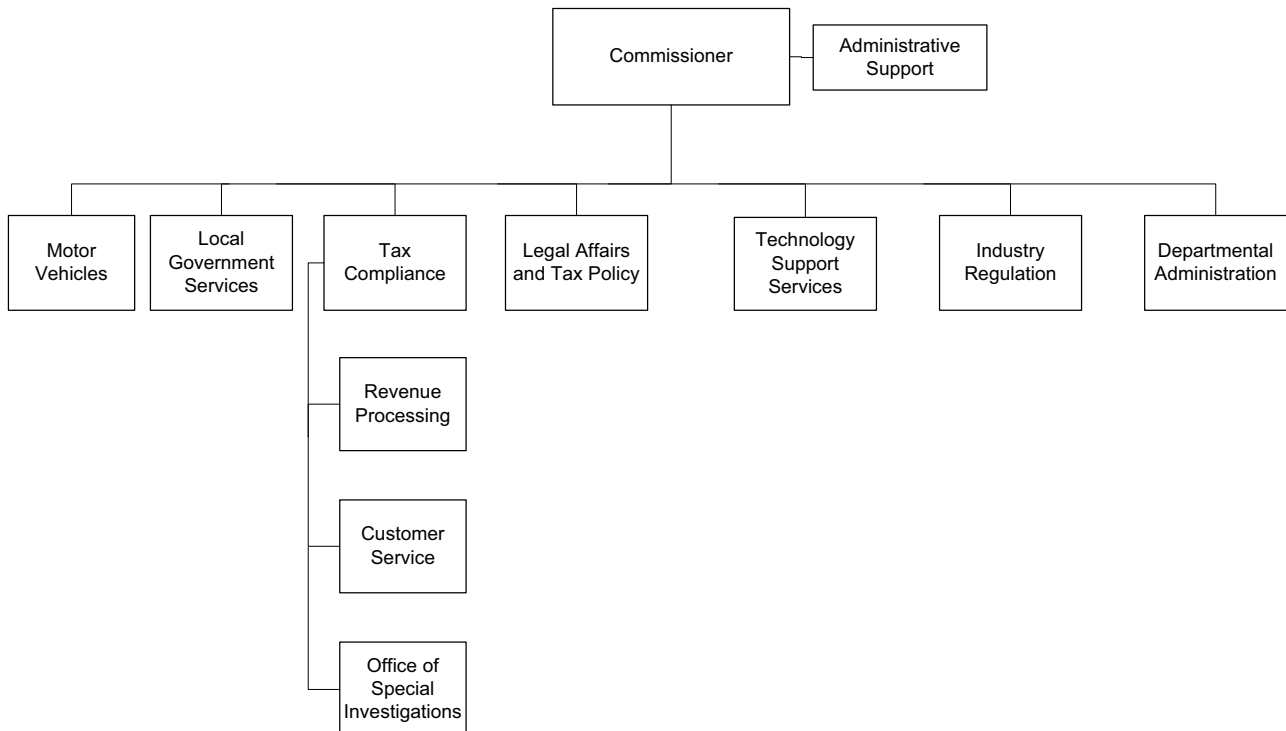 Commissioner
Administrative
Support
Motor
Vehicles
Local
Government
Services
Tax
Compliance
Legal Affairs
and Tax Policy
Technology
Support
Services
Industry
Regulation
Departmental
Administration
Revenue
Processing
Customer
Service
Office of
Special
Investigations